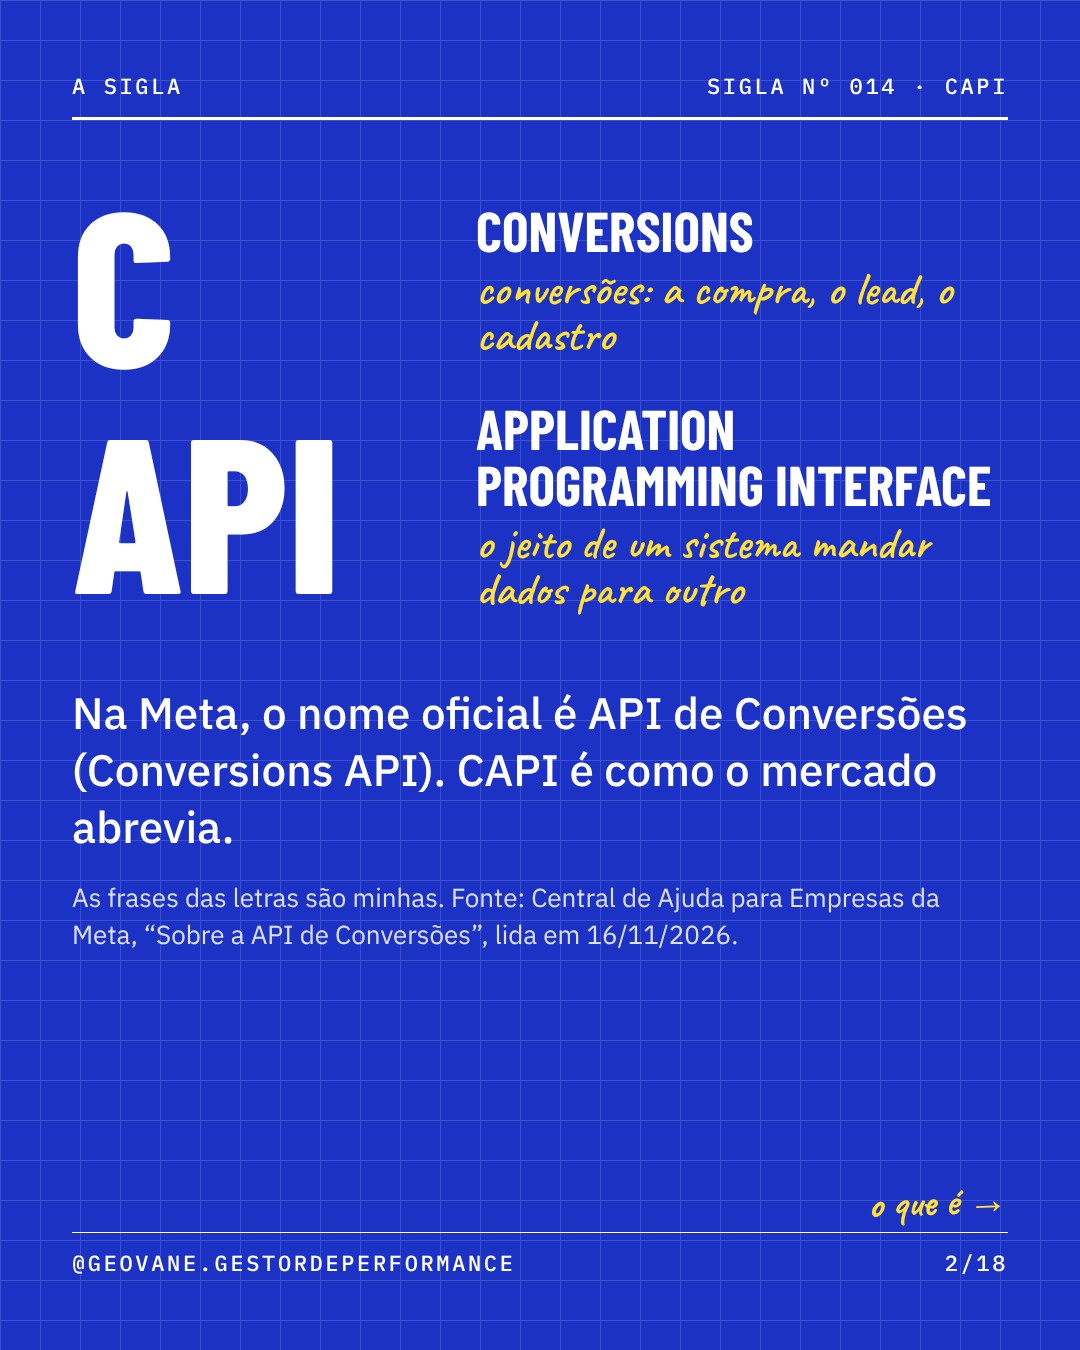 A SIGLA
SIGLA Nº 014 · CAPI
C
CONVERSIONS
conversões: a compra, o lead, o
cadastro
API
APPLICATION
PROGRAMMING INTERFACE
o jeito de um sistema mandar
dados para outro
Na Meta, o nome oficial é API de Conversões
(Conversions API). CAPI é como o mercado
abrevia.
As frases das letras são minhas. Fonte: Central de Ajuda para Empresas da
Meta, “Sobre a API de Conversões”, lida em 16/11/2026.
o que é →
@GEOVANE.GESTORDEPERFORMANCE
2/18